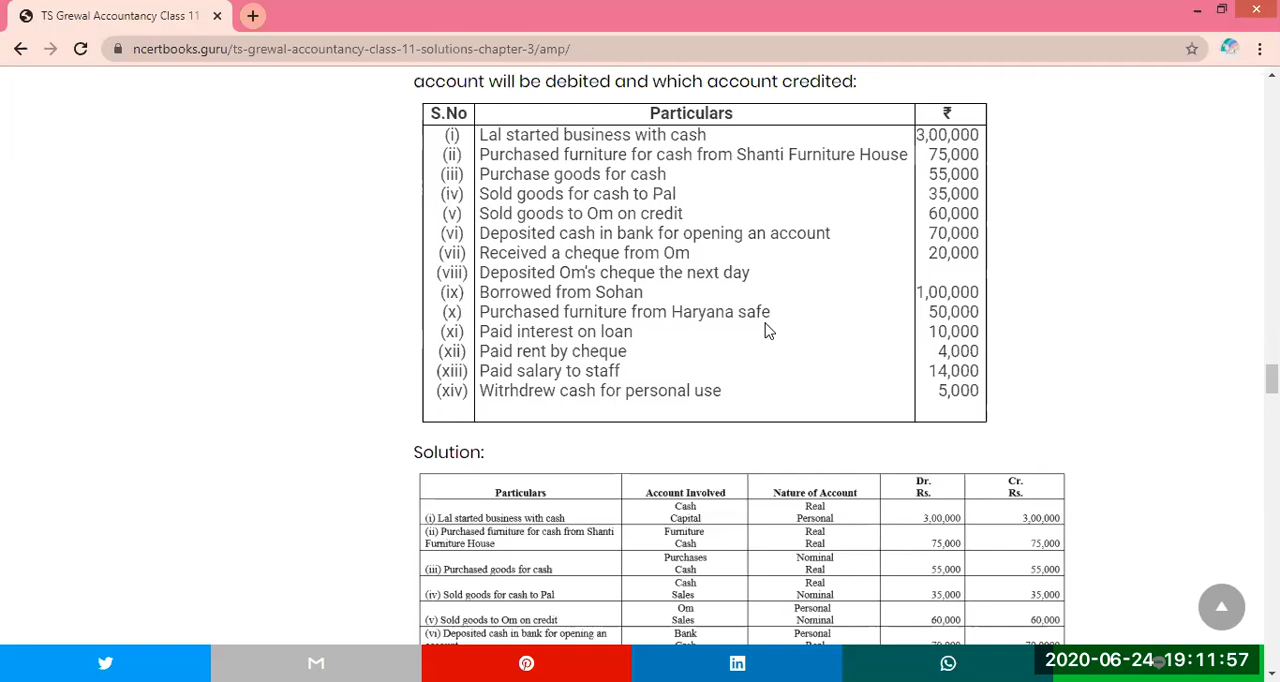 TS Grewal Accountancy Class 11
ncertbooks.guru/ts-grewal-accountancy-class-11-solutions-chapter-3/amp/
account will be debited and which account credited:
S.No Particulars ₹
(i) Lal started business with cash 3,00,000
(ii) Purchased furniture for cash from Shanti Furniture House 75,000
(iii) Purchase goods for cash 55,000
(iv) Sold goods for cash to Pal 35,000
(v) Sold goods to Om on credit 60,000
(vi) Deposited cash in bank for opening an account 70,000
(vii) Received a cheque from Om 20,000
(viii) Deposited Om's cheque the next day
(ix) Borrowed from Sohan 1,00,000
(x) Purchased furniture from Haryana safe 50,000
(xi) Paid interest on loan 10,000
(xii) Paid rent by cheque 4,000
(xiii) Paid salary to staff 14,000
(xiv) Witrhdrew cash for personal use 5,000
Solution:
Dr. Cr.
Particulars Account Involved Nature of Account Rs. Rs.
Cash Real
(i) Lal started business with cash Capital Personal 3,00,000 3,00,000
(ii) Purchased furniture for cash from Shanti Furniture Real
Furniture House Cash Real 75,000 75,000
Purchases Nominal
(iii) Purchased goods for cash Cash Real 55,000 55,000
Cash Real
(iv) Sold goods for cash to Pal Sales Nominal 35,000 35,000
Om Personal
(v) Sold goods to Om on credit Sales Nominal 60,000 60,000
(vi) Deposited cash in bank for opening an Bank Personal
2020-06-24 19:11:57